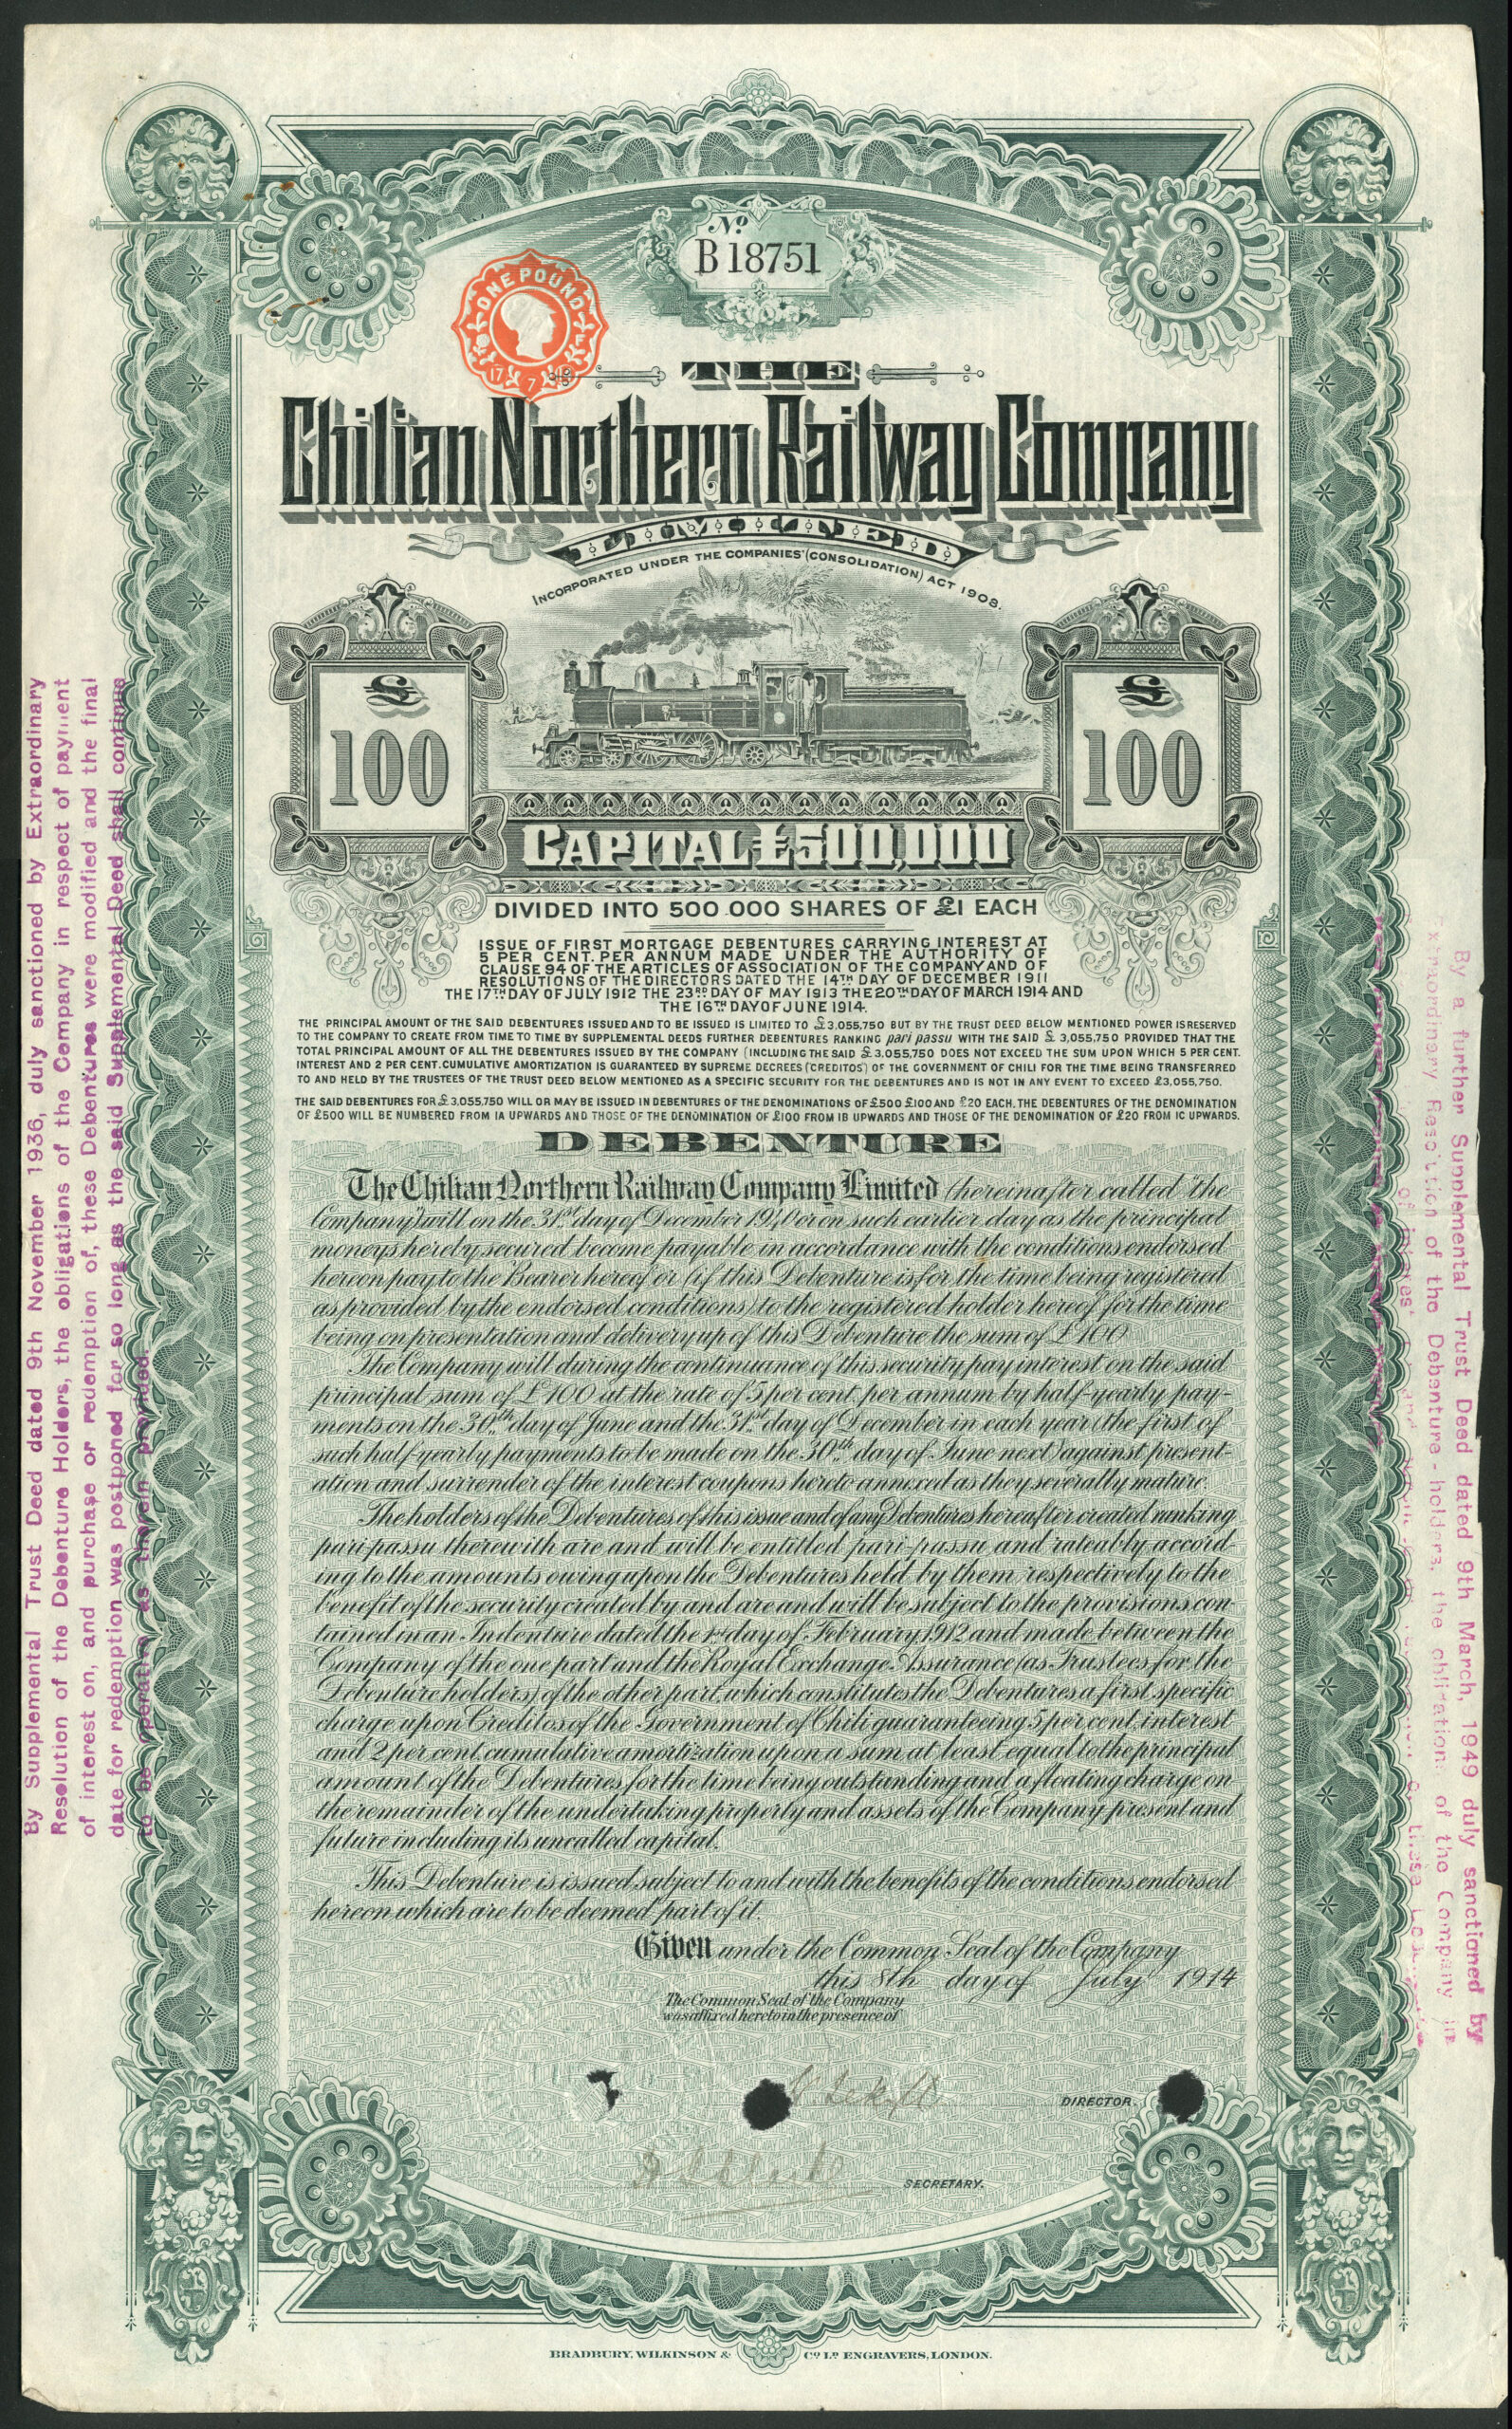 No.
B 18751
ONE POUND
17 7
THE
Chilian Northern Railway Company
LIMITED
INCORPORATED UNDER THE COMPANIES' (CONSOLIDATION) ACT 1908.
£
100
£
100
CAPITAL £500,000
DIVIDED INTO 500.000 SHARES OF £1 EACH
ISSUE OF FIRST MORTGAGE DEBENTURES CARRYING INTEREST AT
5 PER CENT. PER ANNUM MADE UNDER THE AUTHORITY OF
CLAUSE 94 OF THE ARTICLES OF ASSOCIATION OF THE COMPANY AND OF
RESOLUTIONS OF THE DIRECTORS DATED THE 14TH DAY OF DECEMBER 1911
THE 17TH DAY OF JULY 1912 THE 23RD DAY OF MAY 1913 THE 20TH DAY OF MARCH 1914 AND
THE 16TH DAY OF JUNE 1914.
THE PRINCIPAL AMOUNT OF THE SAID DEBENTURES ISSUED AND TO BE ISSUED IS LIMITED TO £3,055,750 BUT BY THE TRUST DEED BELOW MENTIONED POWER IS RESERVED
TO THE COMPANY TO CREATE FROM TIME TO TIME BY SUPPLEMENTAL DEEDS FURTHER DEBENTURES RANKING pari passu WITH THE SAID £ 3,055,750 PROVIDED THAT THE
TOTAL PRINCIPAL AMOUNT OF ALL THE DEBENTURES ISSUED BY THE COMPANY (INCLUDING THE SAID £ 3.055,750 DOES NOT EXCEED THE SUM UPON WHICH 5 PER CENT.
INTEREST AND 2 PER CENT. CUMULATIVE AMORTIZATION IS GUARANTEED BY SUPREME DECREES ('CREDITOS') OF THE GOVERNMENT OF CHILI FOR THE TIME BEING TRANSFERRED
TO AND HELD BY THE TRUSTEES OF THE TRUST DEED BELOW MENTIONED AS A SPECIFIC SECURITY FOR THE DEBENTURES AND IS NOT IN ANY EVENT TO EXCEED £3,055,750.
THE SAID DEBENTURES FOR £ 3,055,750 WILL OR MAY BE ISSUED IN DEBENTURES OF THE DENOMINATIONS OF £500 £100 AND £20 EACH, THE DEBENTURES OF THE DENOMINATION
OF £500 WILL BE NUMBERED FROM 1A UPWARDS AND THOSE OF THE DENOMINATION OF £100 FROM 1B UPWARDS AND THOSE OF THE DENOMINATION OF £20 FROM 1C UPWARDS.
DEBENTURE
The Chilian Northern Railway Company Limited (hereinafter called "the
Company") will on the 31st day of December 1940 or on such earlier day as the principal
moneys hereby secured become payable in accordance with the conditions endorsed
hereon pay to the Bearer hereof or (if this Debenture is for the time being registered
as provided by the endorsed conditions) to the registered holder hereof for the time
being on presentation and delivery up of this Debenture the sum of £100
The Company will during the continuance of this security pay interest on the said
principal sum of £100 at the rate of 5 per cent. per annum by half-yearly pay-
ments on the 30th day of June and the 31st day of December in each year (the first of
such half-yearly payments to be made on the 30th day of June next) against present-
ation and surrender of the interest coupons hereto annexed as they severally mature.
The holders of the Debentures of this issue and of any Debentures hereafter created ranking
pari-passu therewith are and will be entitled pari-passu and rateably accord-
ing to the amounts owing upon the Debentures held by them respectively to the
benefit of the security created by and are and will be subject to the provisions con-
tained in an Indenture dated the 1st day of February 1912 and made between the
Company of the one part and the Royal Exchange Assurance (as Trustees for the
Debenture holders) of the other part, which constitutes the Debentures a first specific
charge upon Creditos of the Government of Chili guaranteeing 5 per cent. interest
and 2 per cent. cumulative amortization upon a sum at least equal to the principal
amount of the Debentures for the time being outstanding and a floating charge on
the remainder of the undertaking property and assets of the Company present and
future including its uncalled capital.
This Debenture is issued subject to and with the benefits of the conditions endorsed
hereon which are to be deemed part of it.
Given under the Common Seal of the Company
this 8th day of July 1914
The Common Seal of the Company
was affixed hereto in the presence of
DIRECTOR.
SECRETARY.
BRADBURY, WILKINSON & Co. Ld. ENGRAVERS, LONDON.
By Supplemental Trust Deed dated 9th November 1936, duly sanctioned by Extraordinary
Resolution of the Debenture Holders, the obligations of the Company in respect of payment
of interest on, and purchase or redemption of, these Debentures were modified and the final
date for redemption was postponed for so long as the said Supplemental Deed shall continue
to be operative as therein provided.
By a further Supplemental Trust Deed dated 9th March, 1949 duly sanctioned by
Extraordinary Resolution of the Debenture-holders, the obligations of the Company in
of interest and these